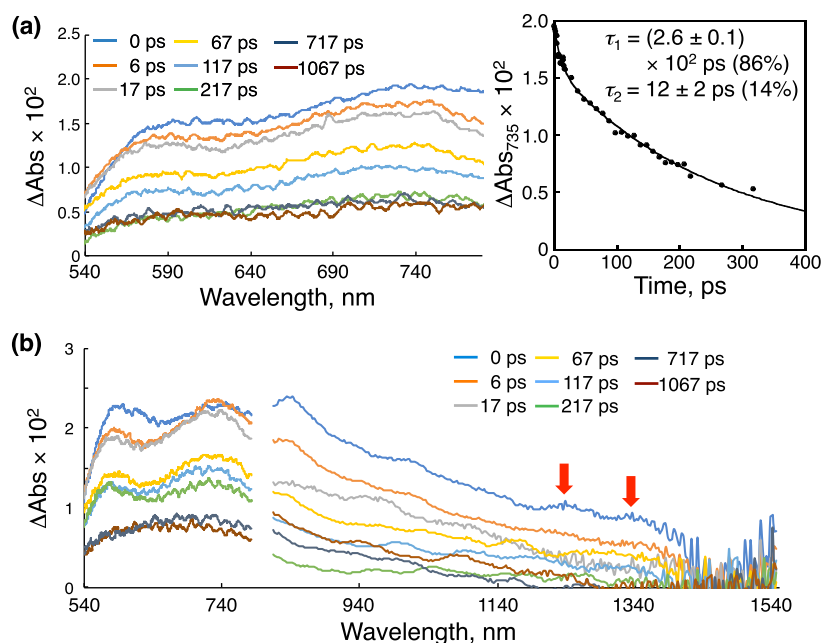 (a)
2.5
2.0
1.5
1.0
0.5
0
ΔAbs × 10²
0 ps
67 ps
717 ps
6 ps
117 ps
1067 ps
17 ps
217 ps
540
590
640
690
740
Wavelength, nm
2.0
1.5
1.0
0.5
0
ΔAbs₇₃₅ × 10²
τ₁ = (2.6 ± 0.1)
× 10² ps (86%)
τ₂ = 12 ± 2 ps (14%)
0
100
200
300
400
Time, ps
(b)
3
2
1
0
ΔAbs × 10²
0 ps
67 ps
717 ps
6 ps
117 ps
1067 ps
17 ps
217 ps
540
740
940
1140
1340
1540
Wavelength, nm